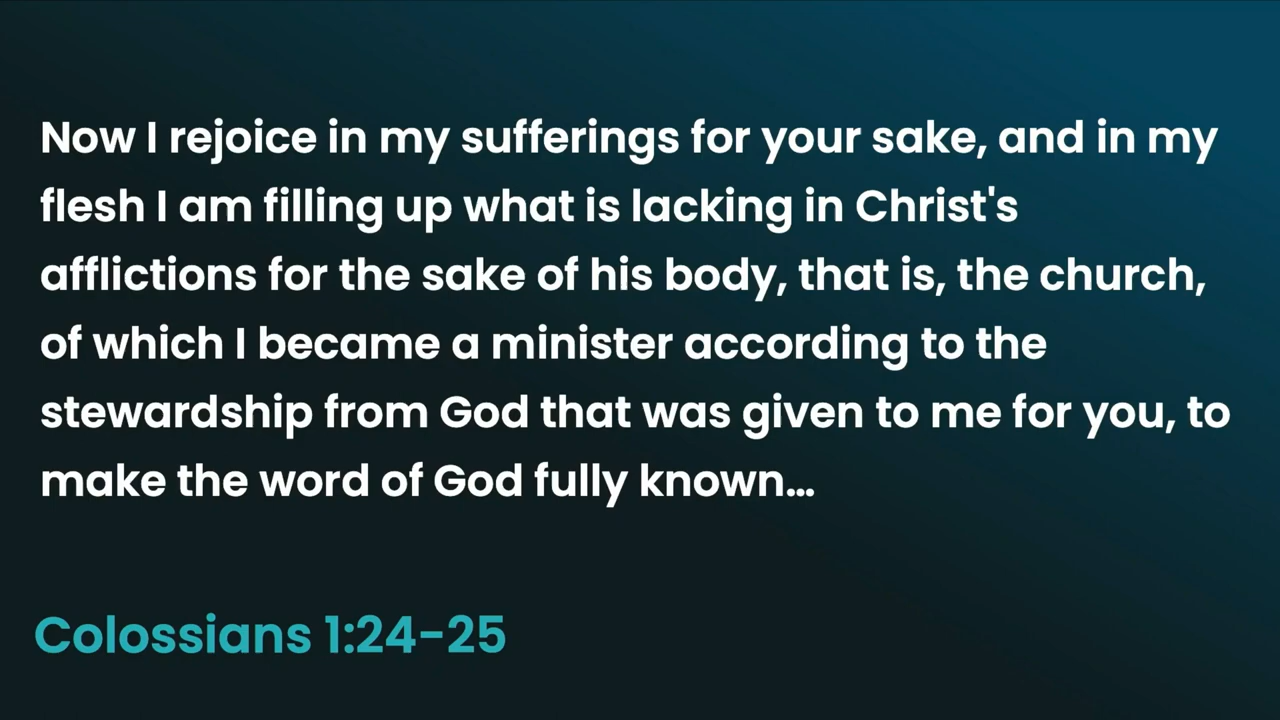 Now I rejoice in my sufferings for your sake, and in my
flesh I am filling up what is lacking in Christ's
afflictions for the sake of his body, that is, the church,
of which I became a minister according to the
stewardship from God that was given to me for you, to
make the word of God fully known...
Colossians 1:24-25